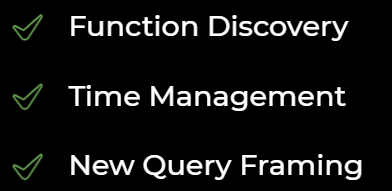 Function Discovery
Time Management
New Query Framing